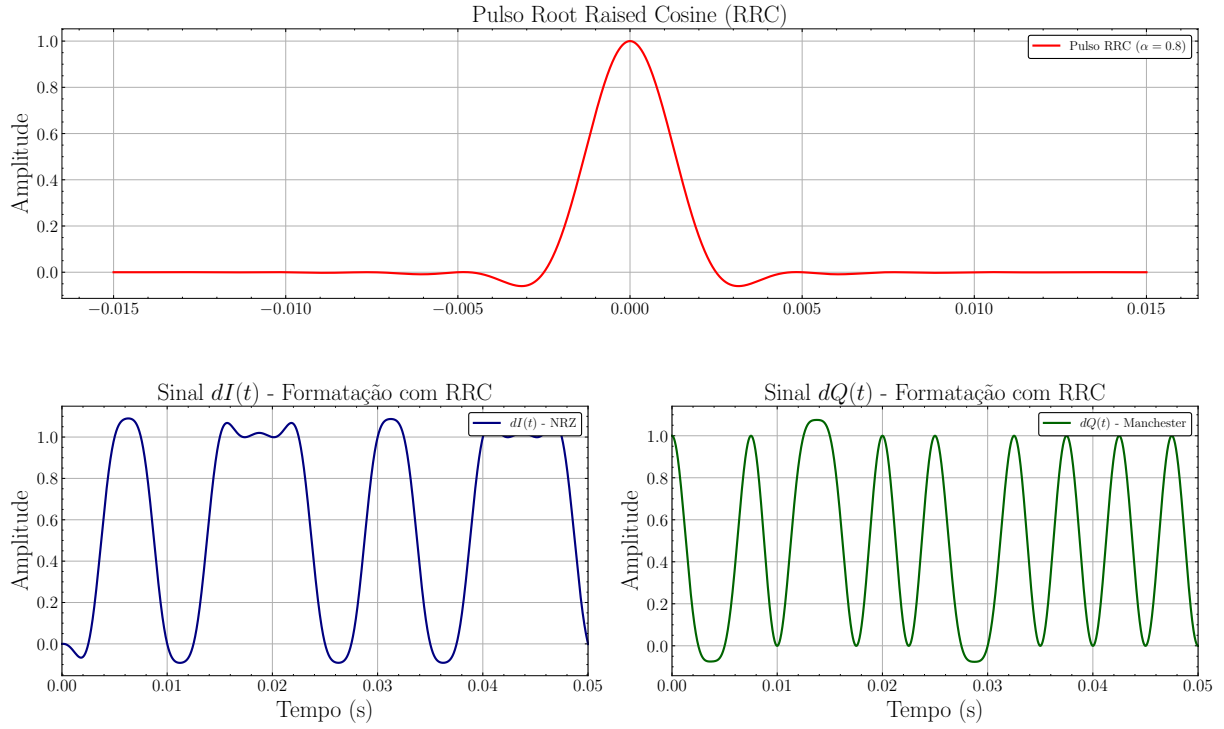 Pulso Root Raised Cosine (RRC)
Pulso RRC (α = 0.8)
Amplitude
1.0
0.8
0.6
0.4
0.2
0.0
−0.015 −0.010 −0.005 0.000 0.005 0.010 0.015
Sinal dI(t) - Formatação com RRC
dI(t) - NRZ
Amplitude
1.0
0.8
0.6
0.4
0.2
0.0
0.00 0.01 0.02 0.03 0.04 0.05
Tempo (s)
Sinal dQ(t) - Formatação com RRC
dQ(t) - Manchester
Amplitude
1.0
0.8
0.6
0.4
0.2
0.0
0.00 0.01 0.02 0.03 0.04 0.05
Tempo (s)